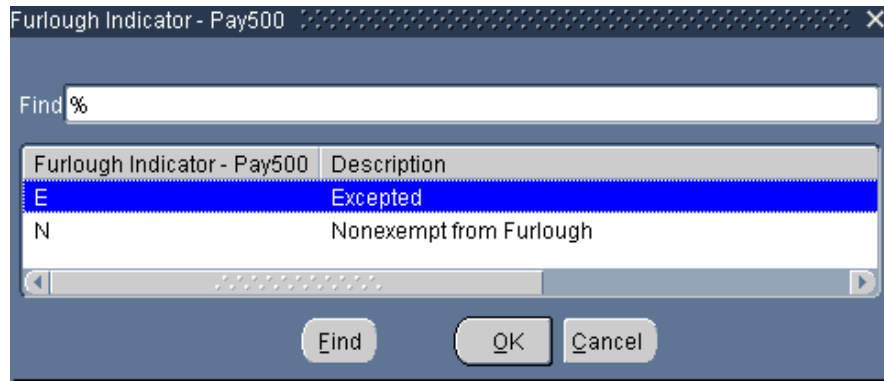 Furlough Indicator - Pay500
Find %
Furlough Indicator - Pay500 Description
E Excepted
N Nonexempt from Furlough
Find OK Cancel